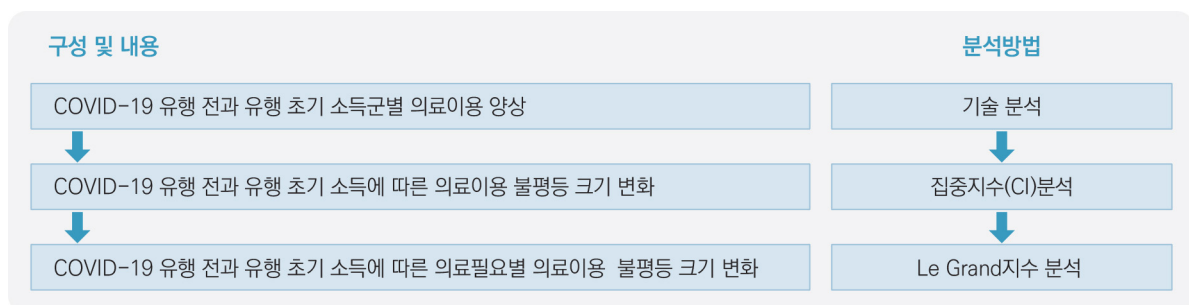 구성 및 내용
분석방법
COVID-19 유행 전과 유행 초기 소득군별 의료이용 양상
기술 분석
COVID-19 유행 전과 유행 초기 소득에 따른 의료이용 불평등 크기 변화
집중지수(CI)분석
COVID-19 유행 전과 유행 초기 소득에 따른 의료필요별 의료이용 불평등 크기 변화
Le Grand지수 분석